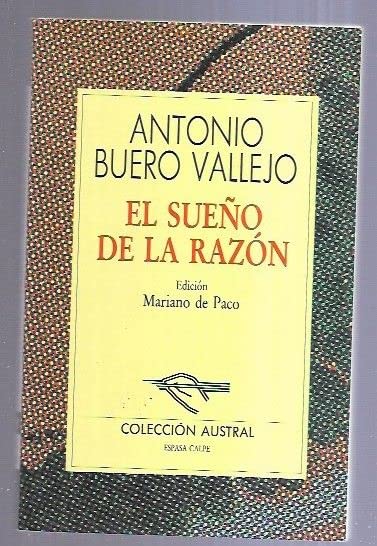 ANTONIO
BUERO VALLEJO
EL SUEÑO
DE LA RAZÓN
Edición
Mariano de Paco
COLECCIÓN AUSTRAL
ESPASA CALPE